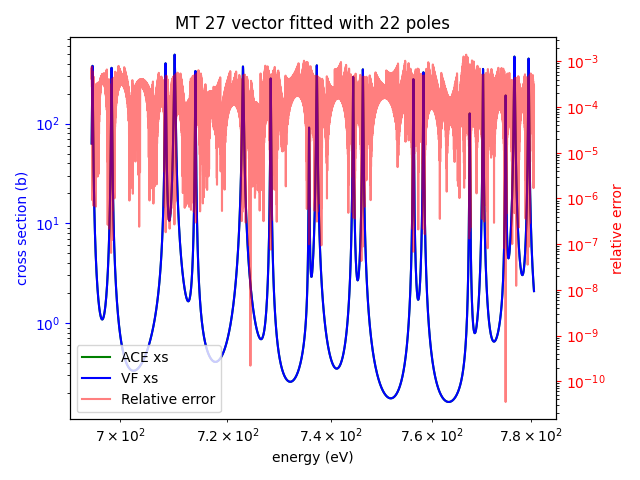 MT 27 vector fitted with 22 poles
cross section (b)
10²
10¹
10⁰
10⁻³
10⁻⁴
10⁻⁵
10⁻⁶
10⁻⁷
10⁻⁸
10⁻⁹
10⁻¹⁰
relative error
ACE xs
VF xs
Relative error
7 × 10² 7.2 × 10² 7.4 × 10² 7.6 × 10² 7.8 × 10²
energy (eV)